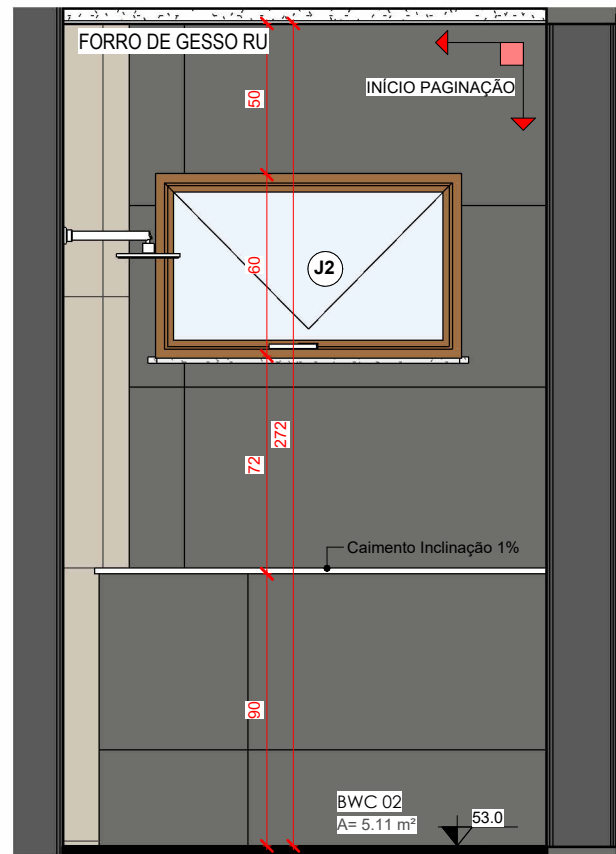 FORRO DE GESSO RU
INÍCIO PAGINAÇÃO
50
60
J2
272
72
Caimento Inclinação 1%
90
BWC 02
A= 5.11 m²
53.0